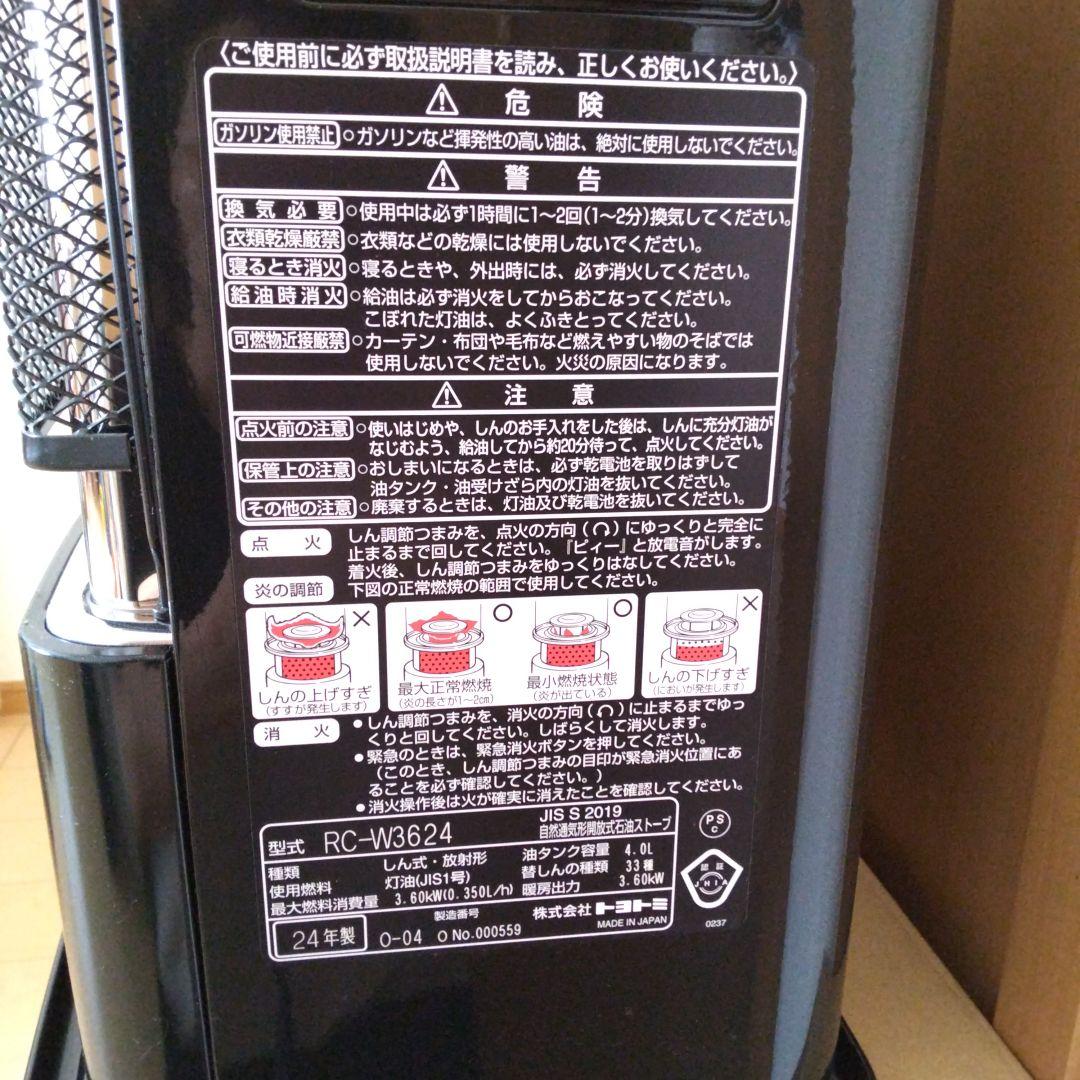 〈ご使用前に必ず取扱説明書を読み、正しくお使いください。〉
⚠ 危険
ガソリン使用禁止 ○ガソリンなど揮発性の高い油は、絶対に使用しないでください。
⚠ 警告
換気必要 ○使用中は必ず1時間に1〜2回(1〜2分)換気してください。
衣類乾燥厳禁 ○衣類などの乾燥には使用しないでください。
寝るとき消火 ○寝るときや、外出時には、必ず消火してください。
給油時消火 ○給油は必ず消火をしてからおこなってください。
こぼれた灯油は、よくふきとってください。
可燃物近接厳禁 ○カーテン・布団や毛布など燃えやすい物のそばでは
使用しないでください。火災の原因になります。
⚠ 注意
点火前の注意 ○使いはじめや、しんのお手入れをした後は、しんに充分灯油が
なじむよう、給油してから約20分待って、点火してください。
保管上の注意 ○おしまいになるときは、必ず乾電池を取りはずして
油タンク・油受けざら内の灯油を抜いてください。
その他の注意 ○廃棄するときは、灯油及び乾電池を抜いてください。
点火 しん調節つまみを、点火の方向(↷)にゆっくりと完全に
止まるまで回してください。『ピィー』と放電音がします。
着火後、しん調節つまみをゆっくりはなしてください。
炎の調節 下図の正常燃焼の範囲で使用してください。
× ○ ○ ×
しんの上げすぎ 最大正常燃焼 最小燃焼状態 しんの下げすぎ
(すすが発生します) (炎の長さが1〜2cm) (炎が出ている) (においが発生します)
消火 ●しん調節つまみを、消火の方向(↶)に止まるまでゆっ
くりと回してください。しばらくして消火します。
●緊急のときは、緊急消火ボタンを押してください。
(このとき、しん調節つまみの目印が緊急消火位置にあ
ることを必ず確認してください。)
●消火操作後は火が確実に消えたことを確認してください。
型式 RC-W3624 JIS S 2019
自然通気形開放式石油ストーブ
種類 しん式・放射形 油タンク容量 4.0L
使用燃料 灯油(JIS1号) 替しんの種類 33種
最大燃料消費量 3.60kW(0.350L/h) 暖房出力 3.60kW
24年製 製造番号 O-04 O No.000559 株式会社 トヨトミ
MADE IN JAPAN
PS
C
認証
JHIA
0237